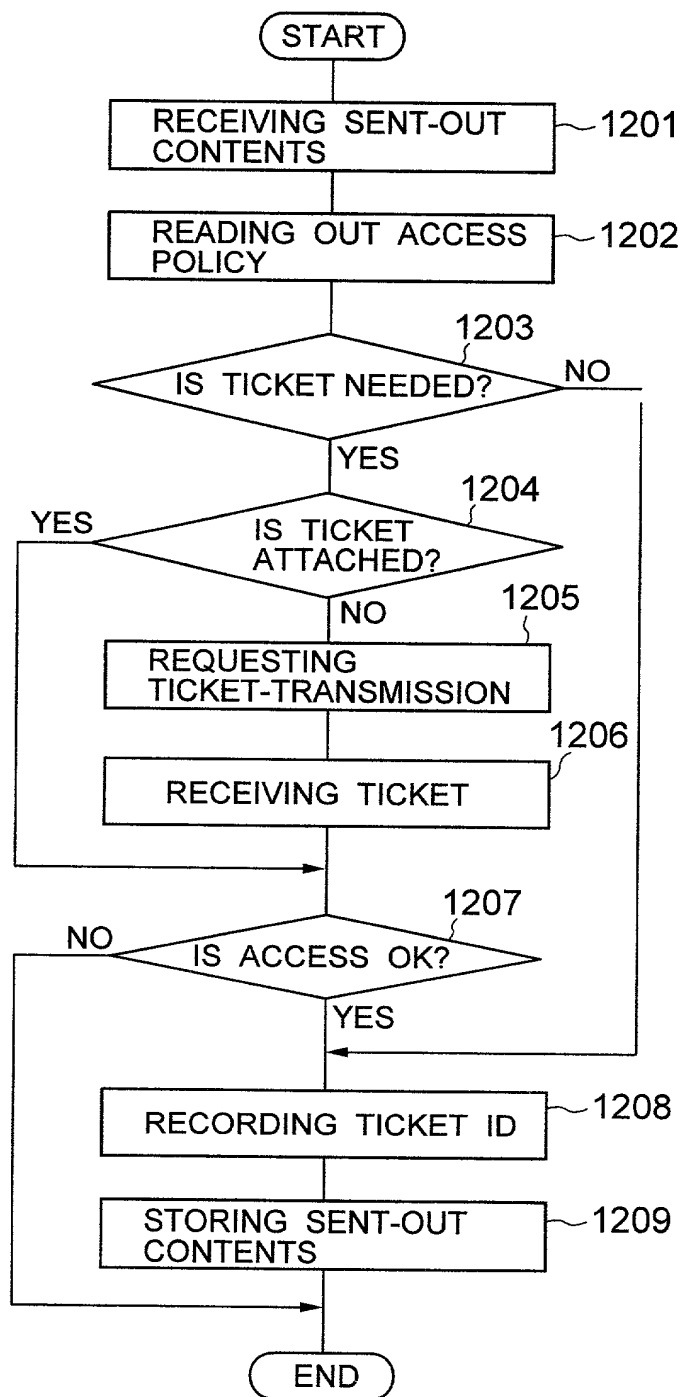 START
RECEIVING SENT-OUT
CONTENTS
1201
READING OUT ACCESS
POLICY
1202
1203
IS TICKET NEEDED?
NO
YES
1204
YES
IS TICKET
ATTACHED?
NO
1205
REQUESTING
TICKET-TRANSMISSION
1206
RECEIVING TICKET
1207
NO
IS ACCESS OK?
YES
RECORDING TICKET ID
1208
STORING SENT-OUT
CONTENTS
1209
END